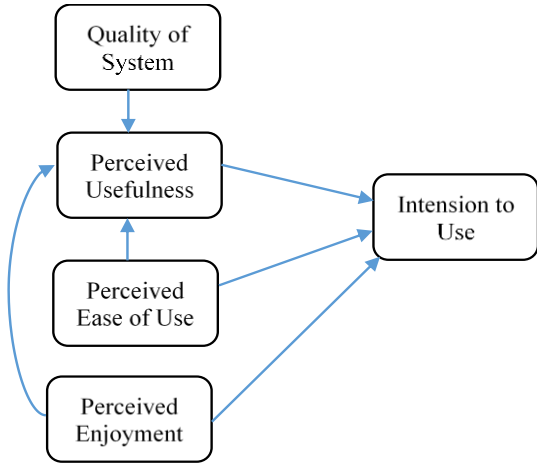 Quality of
System
Perceived
Usefulness
Intension to
Use
Perceived
Ease of Use
Perceived
Enjoyment